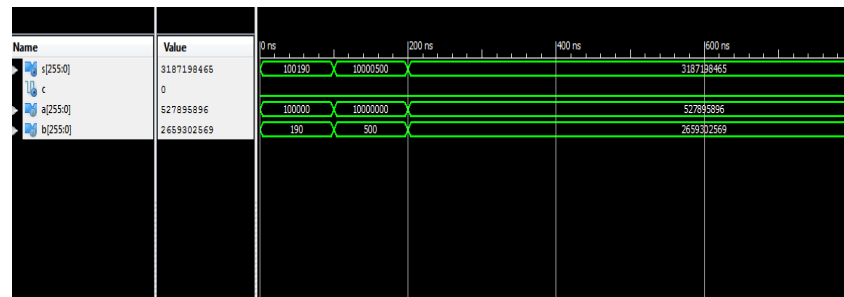 Name Value 0 ns 200 ns 400 ns 600 ns
s[255:0] 3187198465 100190 10000500 3187198465
c 0
a[255:0] 527895896 100000 10000000 527895896
b[255:0] 2659302569 190 500 2659302569